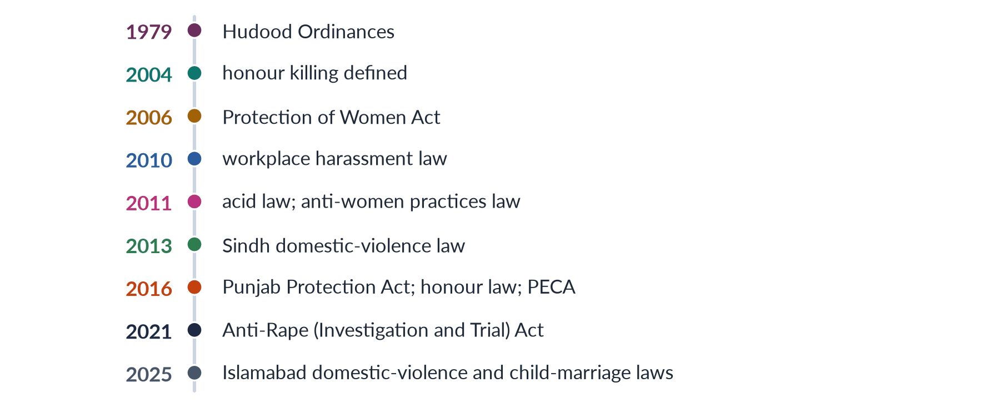 1979 Hudood Ordinances
2004 honour killing defined
2006 Protection of Women Act
2010 workplace harassment law
2011 acid law; anti-women practices law
2013 Sindh domestic-violence law
2016 Punjab Protection Act; honour law; PECA
2021 Anti-Rape (Investigation and Trial) Act
2025 Islamabad domestic-violence and child-marriage laws